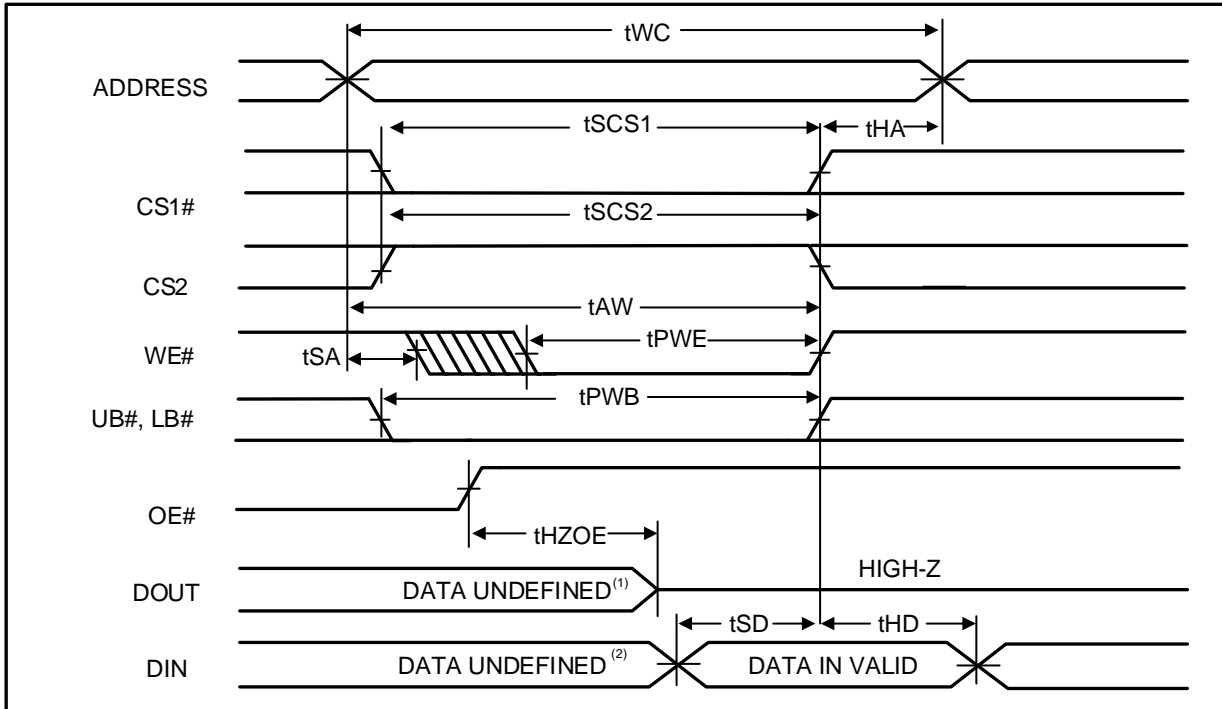 tWC
ADDRESS
tSCS1
tHA
CS1#
tSCS2
CS2
tAW
WE#
tSA
tPWE
tPWB
UB#, LB#
OE#
tHZOE
HIGH-Z
DOUT
DATA UNDEFINED(1)
tSD
tHD
DIN
DATA UNDEFINED (2)
DATA IN VALID